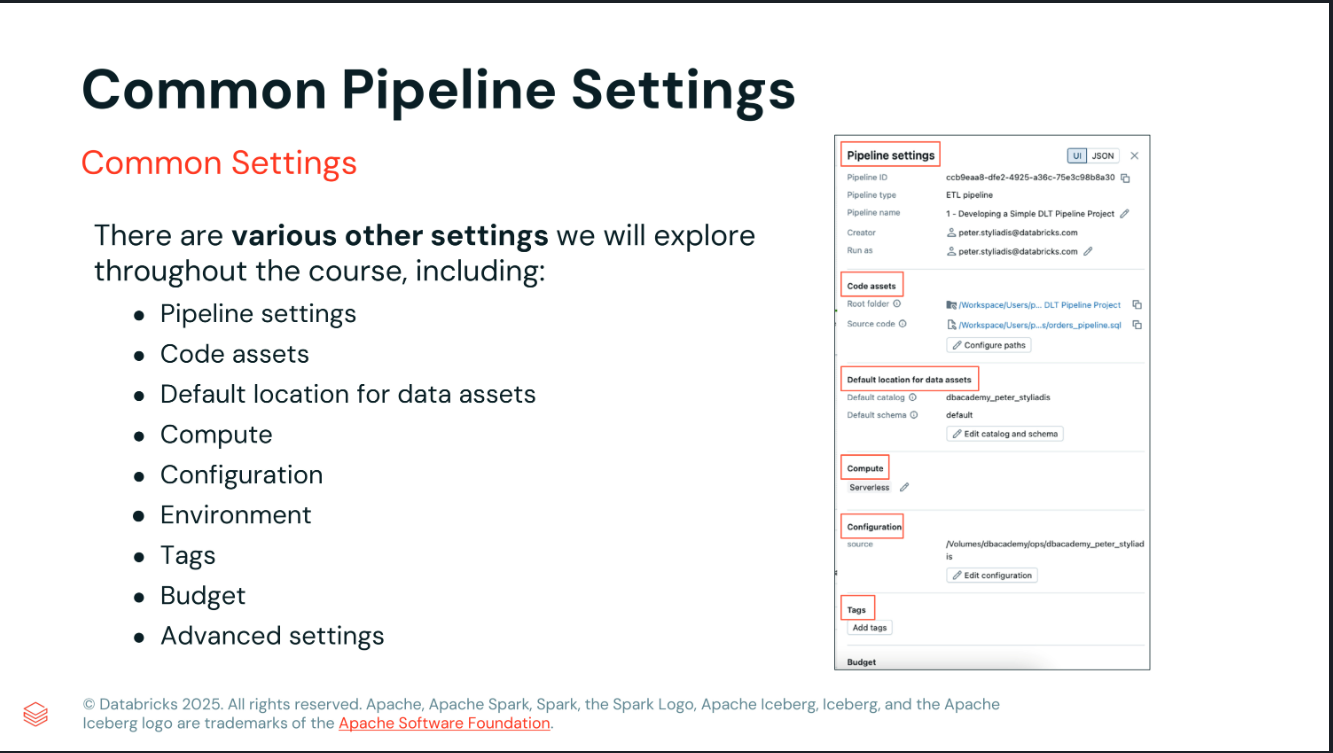 Common Pipeline Settings
Common Settings
There are various other settings we will explore
throughout the course, including:
● Pipeline settings
● Code assets
● Default location for data assets
● Compute
● Configuration
● Environment
● Tags
● Budget
● Advanced settings
Pipeline settings UI JSON
Pipeline ID ccb9eaa8-dfe2-4925-a36c-75e3c98b8a30
Pipeline type ETL pipeline
Pipeline name 1 - Developing a Simple DLT Pipeline Project
Creator peter.styliadis@databricks.com
Run as peter.styliadis@databricks.com
Code assets
Root folder /Workspace/Users/p... DLT Pipeline Project
Source code /Workspace/Users/p...s/orders_pipeline.sql
Configure paths
Default location for data assets
Default catalog dbacademy_peter_styliadis
Default schema default
Edit catalog and schema
Compute
Serverless
Configuration
source /Volumes/dbacademy/ops/dbacademy_peter_styliad
is
Edit configuration
Tags
Add tags
Budget
© Databricks 2025. All rights reserved. Apache, Apache Spark, Spark, the Spark Logo, Apache Iceberg, Iceberg, and the Apache
Iceberg logo are trademarks of the Apache Software Foundation.